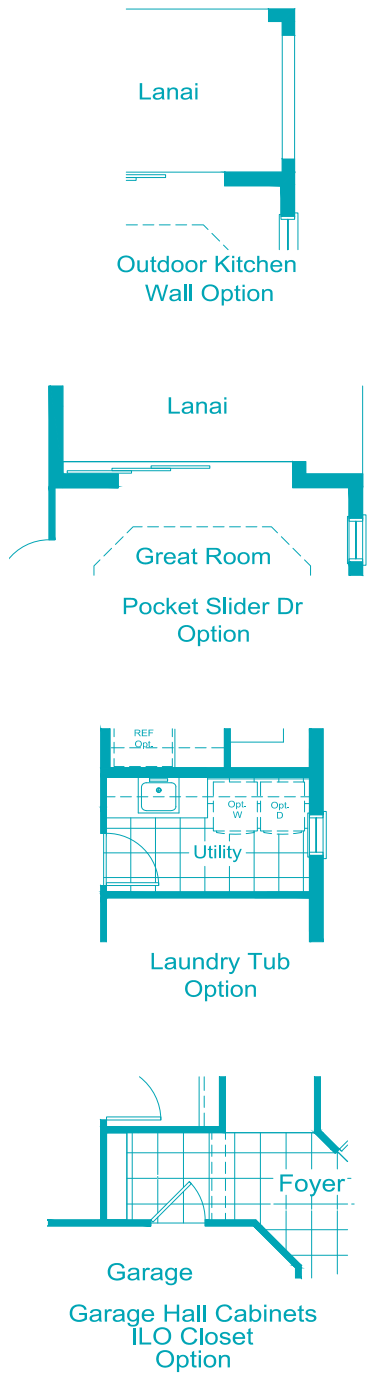 Lanai
Outdoor Kitchen
Wall Option
Lanai
Great Room
Pocket Slider Dr
Option
REF
Opt.
Opt. Opt.
W D
Utility
Laundry Tub
Option
Foyer
Garage
Garage Hall Cabinets
ILO Closet
Option